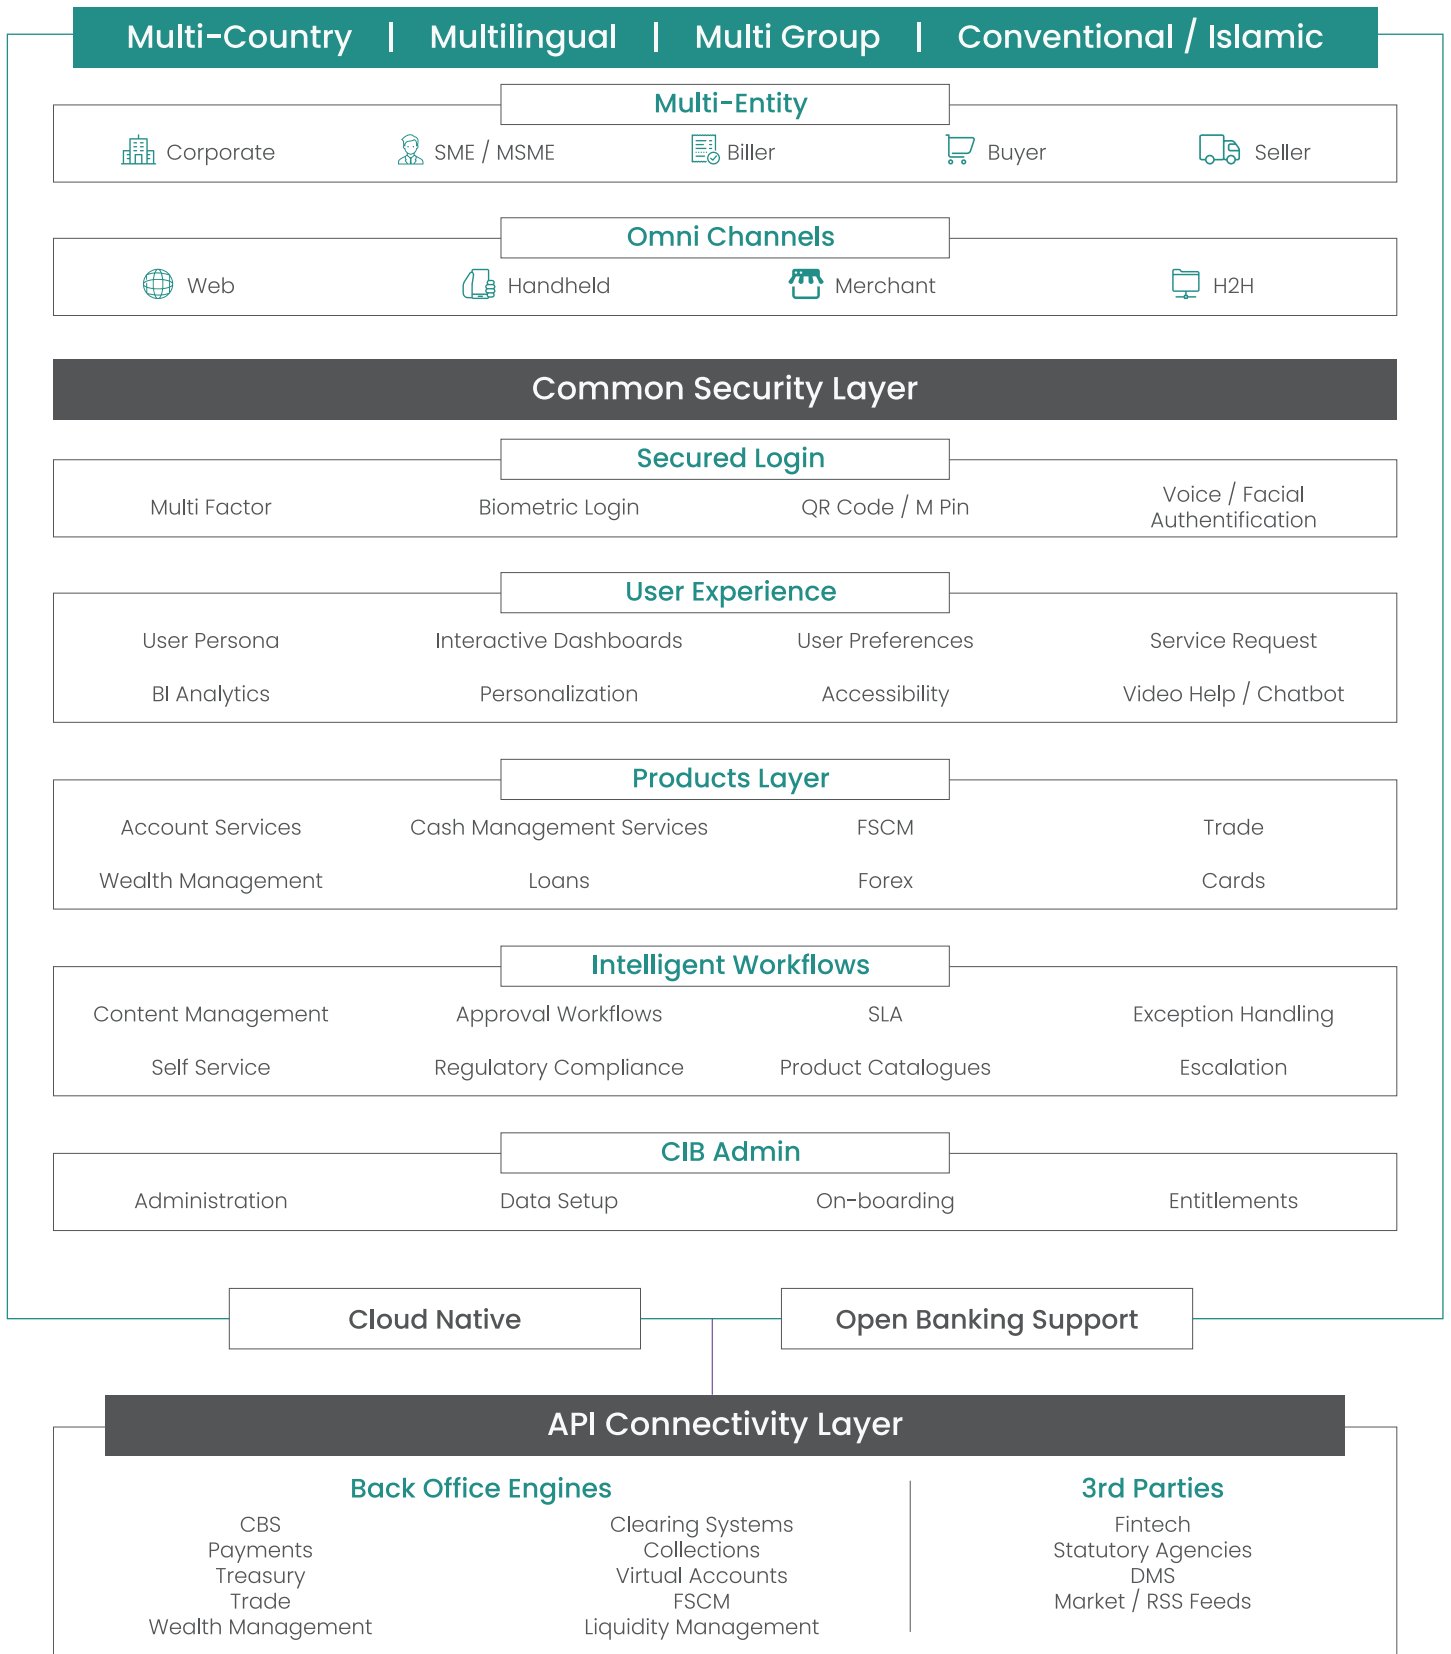 Multi-Country | Multilingual | Multi Group | Conventional / Islamic
Multi-Entity
Corporate SME / MSME Biller Buyer Seller
Omni Channels
Web Handheld Merchant H2H
Common Security Layer
Secured Login
Multi Factor Biometric Login QR Code / M Pin Voice / Facial
Authentification
User Experience
User Persona Interactive Dashboards User Preferences Service Request
BI Analytics Personalization Accessibility Video Help / Chatbot
Products Layer
Account Services Cash Management Services FSCM Trade
Wealth Management Loans Forex Cards
Intelligent Workflows
Content Management Approval Workflows SLA Exception Handling
Self Service Regulatory Compliance Product Catalogues Escalation
CIB Admin
Administration Data Setup On-boarding Entitlements
Cloud Native Open Banking Support
API Connectivity Layer
Back Office Engines
CBS
Payments
Treasury
Trade
Wealth Management
Clearing Systems
Collections
Virtual Accounts
FSCM
Liquidity Management
3rd Parties
Fintech
Statutory Agencies
DMS
Market / RSS Feeds